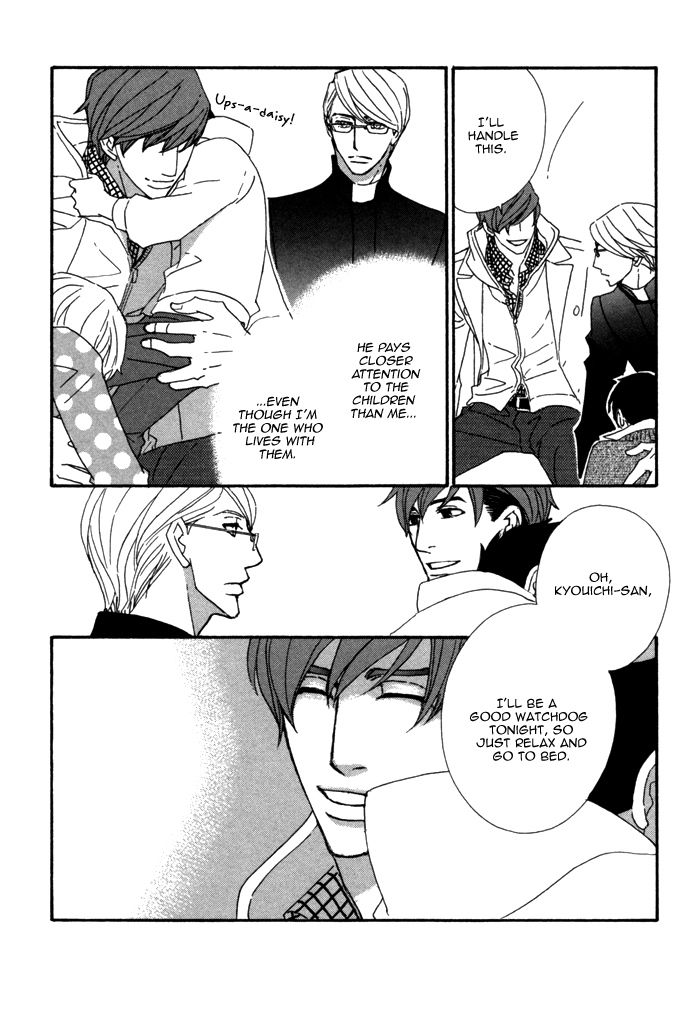 I'LL
HANDLE
THIS.
Ups-a-daisy!
HE PAYS
CLOSER
ATTENTION
TO THE
CHILDREN
THAN ME...
...EVEN
THOUGH I'M
THE ONE WHO
LIVES WITH
THEM.
OH,
KYOUICHI-SAN,
I'LL BE A
GOOD WATCHDOG
TONIGHT, SO
JUST RELAX AND
GO TO BED.